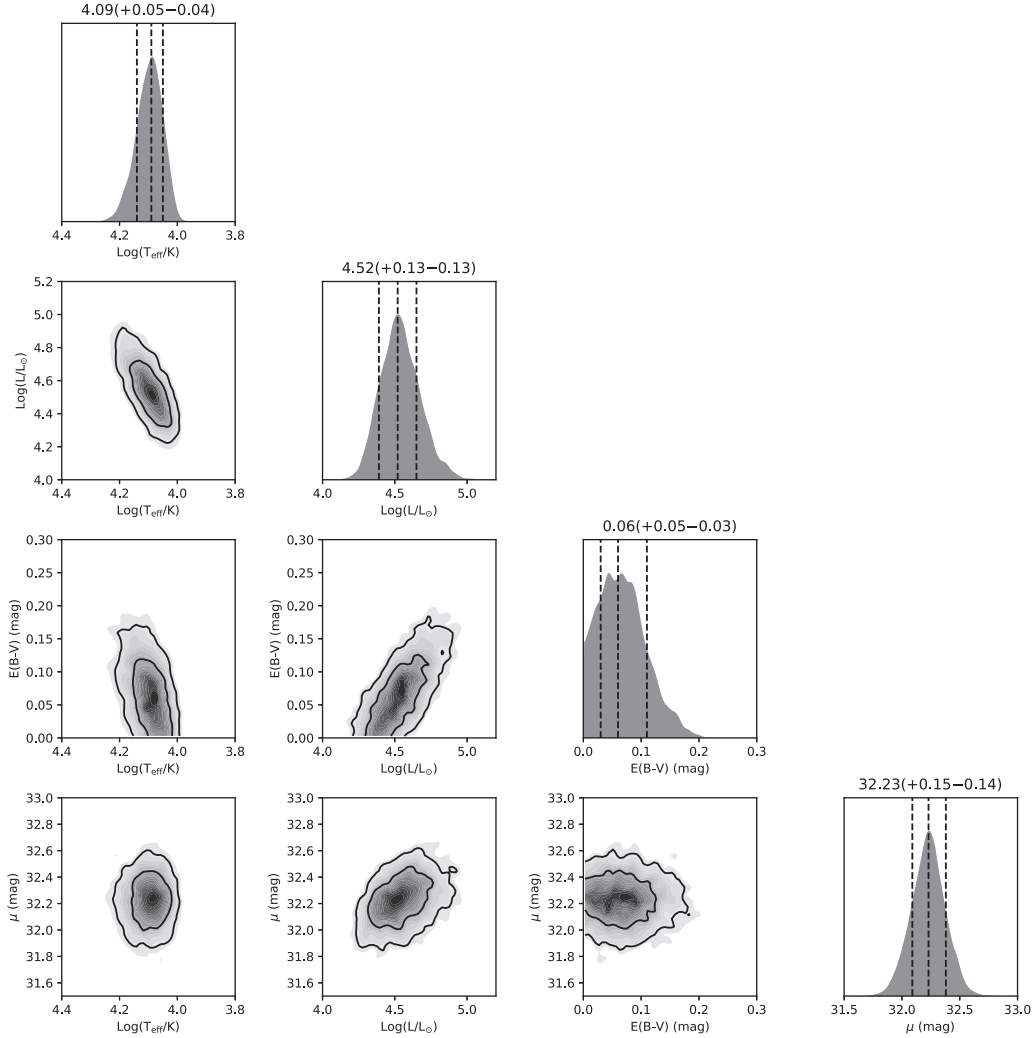 4.09(+0.05−0.04)
4.4 4.2 4.0 3.8
Log(T_eff/K)
4.52(+0.13−0.13)
5.2
5.0
4.8
4.6
4.4
4.2
4.0
Log(L/L⊙)
4.4 4.2 4.0 3.8
Log(T_eff/K)
4.0 4.5 5.0
Log(L/L⊙)
0.06(+0.05−0.03)
0.30
0.25
0.20
0.15
0.10
0.05
0.00
E(B-V) (mag)
4.4 4.2 4.0 3.8
Log(T_eff/K)
0.30
0.25
0.20
0.15
0.10
0.05
0.00
E(B-V) (mag)
4.0 4.5 5.0
Log(L/L⊙)
0.0 0.1 0.2 0.3
E(B-V) (mag)
32.23(+0.15−0.14)
33.0
32.8
32.6
32.4
32.2
32.0
31.8
31.6
μ (mag)
4.4 4.2 4.0 3.8
Log(T_eff/K)
33.0
32.8
32.6
32.4
32.2
32.0
31.8
31.6
μ (mag)
4.0 4.5 5.0
Log(L/L⊙)
33.0
32.8
32.6
32.4
32.2
32.0
31.8
31.6
μ (mag)
0.0 0.1 0.2 0.3
E(B-V) (mag)
31.5 32.0 32.5 33.0
μ (mag)